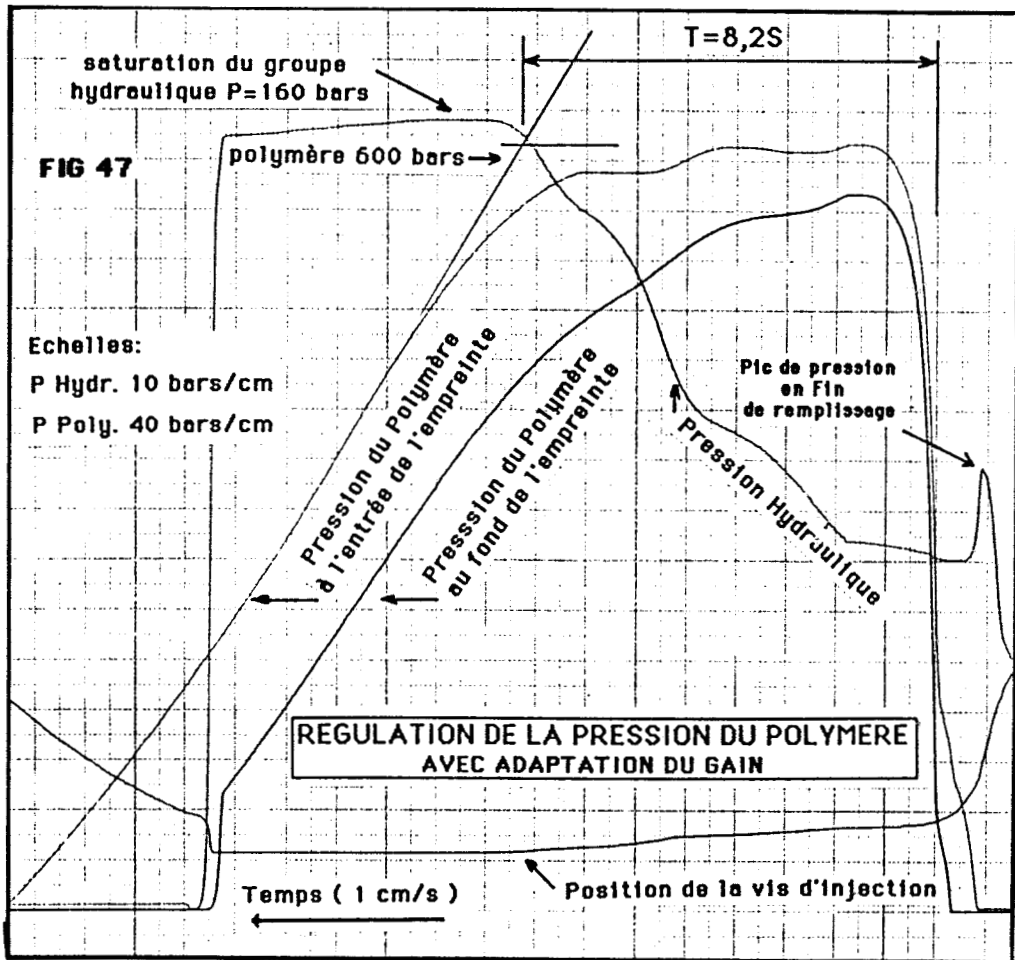 T=8,2S
saturation du groupe
hydraulique P=160 bars
FIG 47
polymère 600 bars
Echelles:
P Hydr. 10 bars/cm
P Poly. 40 bars/cm
Pression du Polymère
à l'entrée de l'empreinte
Presssion du Polymère
au fond de l'empreinte
Pression Hydraulique
Pic de pression
en Fin
de remplissage
REGULATION DE LA PRESSION DU POLYMERE
AVEC ADAPTATION DU GAIN
Temps ( 1 cm/s )
Position de la vis d'injection